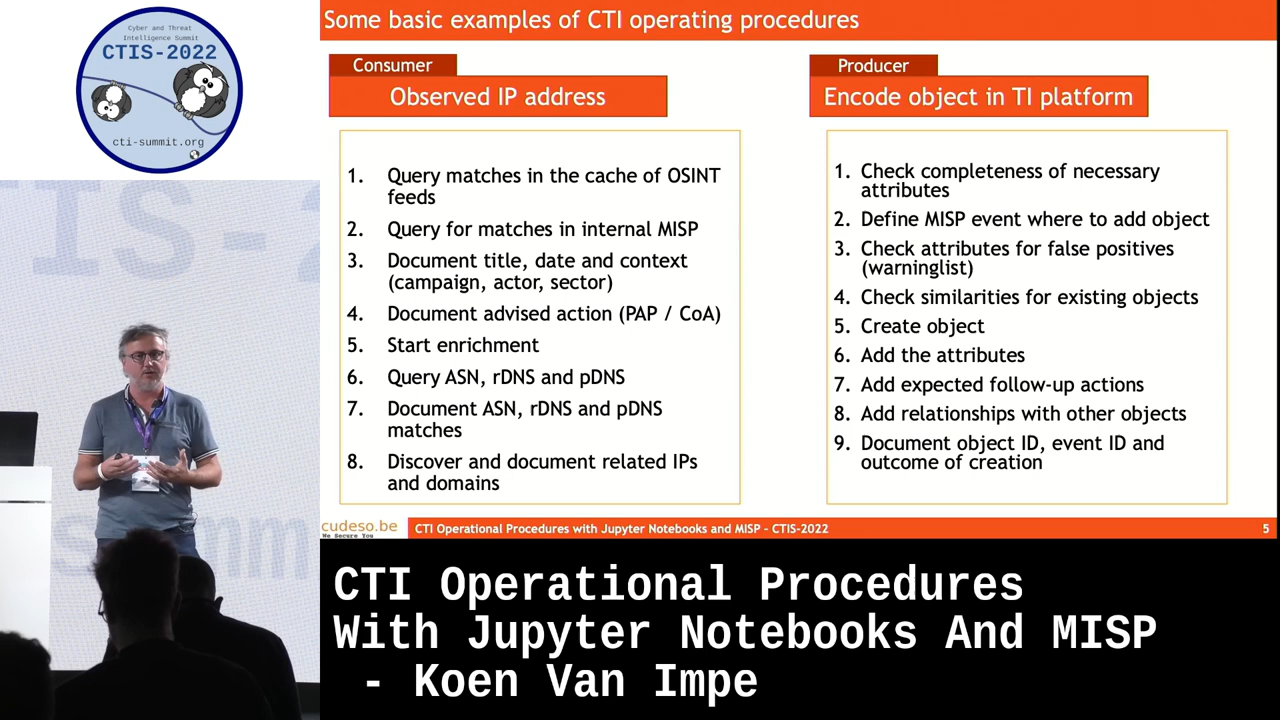 Cyber and Threat
Intelligence Summit
CTIS-2022
cti-summit.org
Some basic examples of CTI operating procedures
Consumer
Observed IP address
1. Query matches in the cache of OSINT
feeds
2. Query for matches in internal MISP
3. Document title, date and context
(campaign, actor, sector)
4. Document advised action (PAP / CoA)
5. Start enrichment
6. Query ASN, rDNS and pDNS
7. Document ASN, rDNS and pDNS
matches
8. Discover and document related IPs
and domains
Producer
Encode object in TI platform
1. Check completeness of necessary
attributes
2. Define MISP event where to add object
3. Check attributes for false positives
(warninglist)
4. Check similarities for existing objects
5. Create object
6. Add the attributes
7. Add expected follow-up actions
8. Add relationships with other objects
9. Document object ID, event ID and
outcome of creation
cudeso.be
We Secure You
CTI Operational Procedures with Jupyter Notebooks and MISP - CTIS-2022
5
CTI Operational Procedures
With Jupyter Notebooks And MISP
- Koen Van Impe